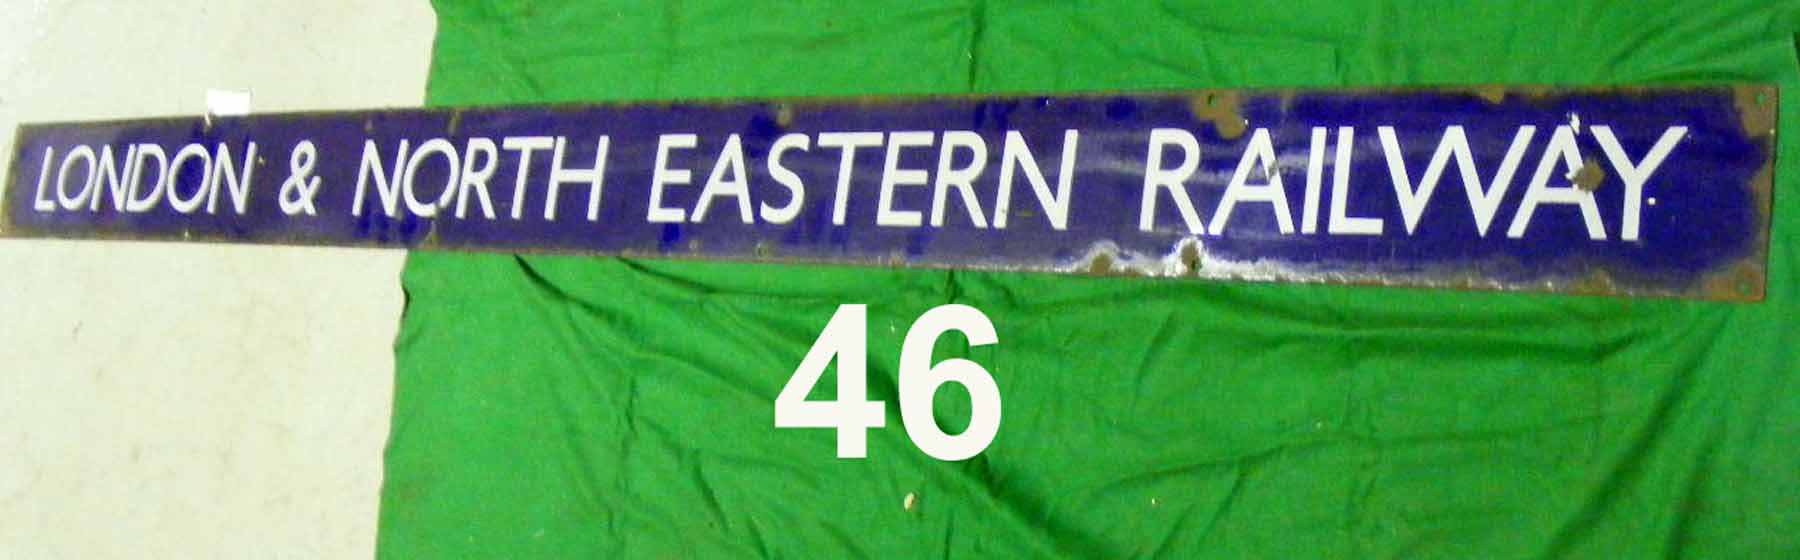 LONDON & NORTH EASTERN RAILWAY
46